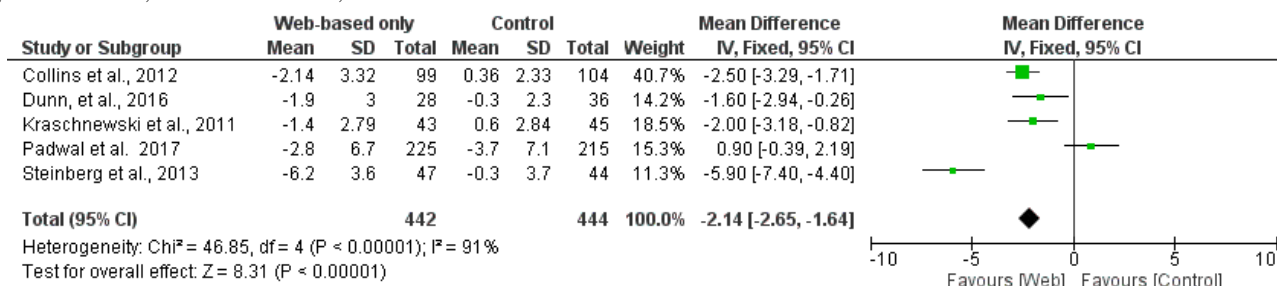 Web-based only Control Mean Difference Mean Difference
Study or Subgroup Mean SD Total Mean SD Total Weight IV, Fixed, 95% CI IV, Fixed, 95% CI
Collins et al., 2012 -2.14 3.32 99 0.36 2.33 104 40.7% -2.50 [-3.29, -1.71]
Dunn, et al., 2016 -1.9 3 28 -0.3 2.3 36 14.2% -1.60 [-2.94, -0.26]
Kraschnewski et al., 2011 -1.4 2.79 43 0.6 2.84 45 18.5% -2.00 [-3.18, -0.82]
Padwal et al. 2017 -2.8 6.7 225 -3.7 7.1 215 15.3% 0.90 [-0.39, 2.19]
Steinberg et al., 2013 -6.2 3.6 47 -0.3 3.7 44 11.3% -5.90 [-7.40, -4.40]
Total (95% CI) 442 444 100.0% -2.14 [-2.65, -1.64]
Heterogeneity: Chi² = 46.85, df = 4 (P < 0.00001); I² = 91%
Test for overall effect: Z = 8.31 (P < 0.00001)
-10 -5 0 5 10
Favours [Web] Favours [Control]